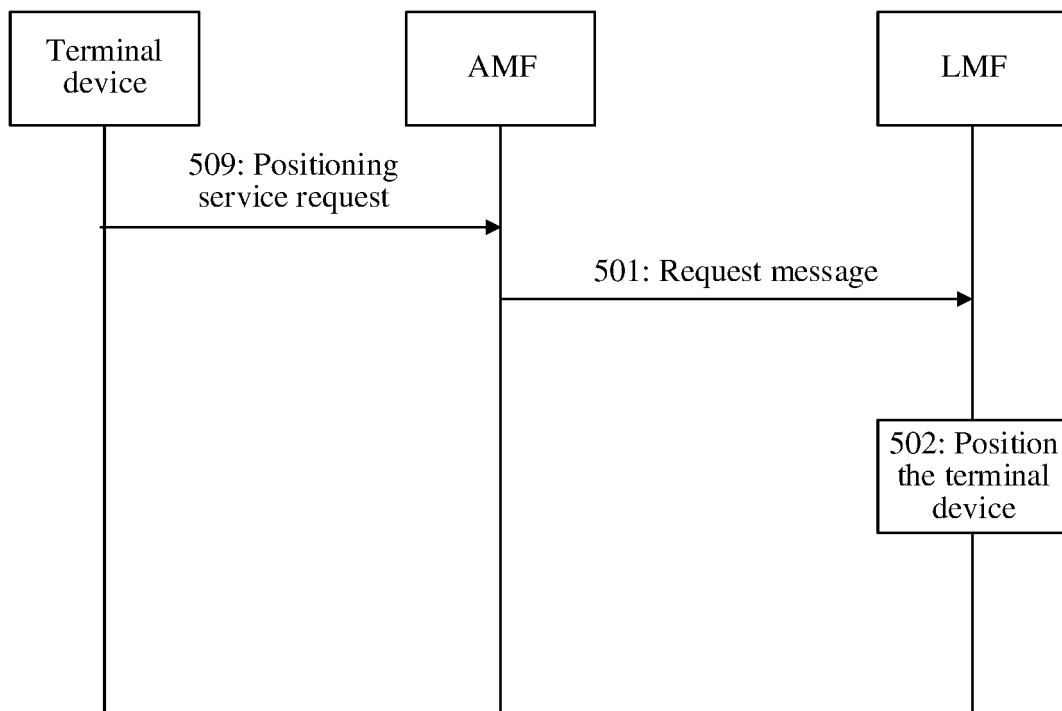 Terminal
device
AMF
LMF
509: Positioning
service request
501: Request message
502: Position
the terminal
device